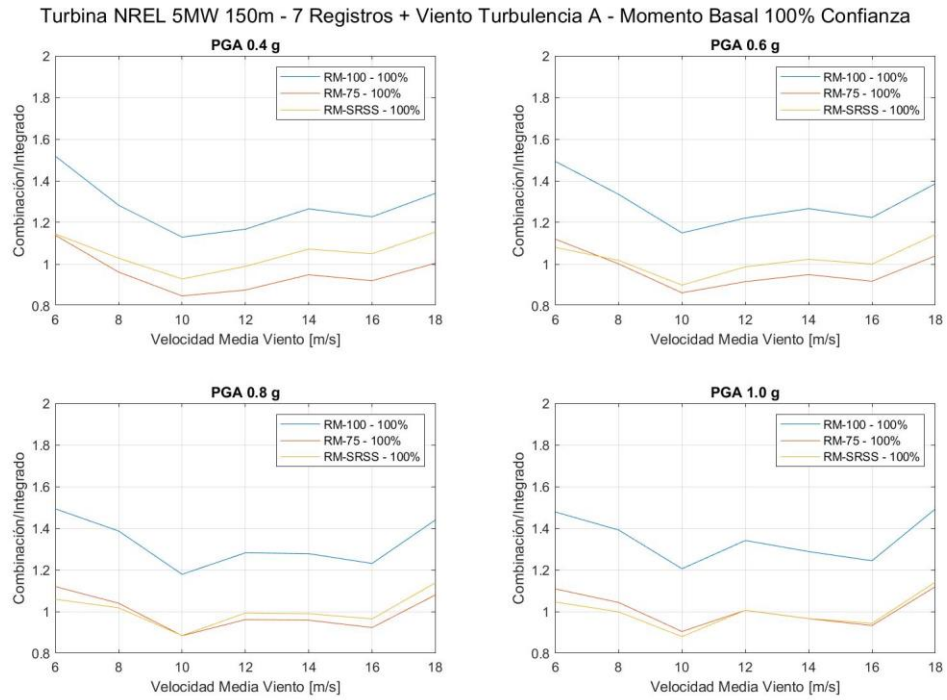 Turbina NREL 5MW 150m - 7 Registros + Viento Turbulencia A - Momento Basal 100% Confianza
PGA 0.4 g
2
1.8
1.6
1.4
1.2
1
0.8
Combinación/Integrado
RM-100 - 100%
RM-75 - 100%
RM-SRSS - 100%
6 8 10 12 14 16 18
Velocidad Media Viento [m/s]
PGA 0.6 g
2
1.8
1.6
1.4
1.2
1
0.8
Combinación/Integrado
RM-100 - 100%
RM-75 - 100%
RM-SRSS - 100%
6 8 10 12 14 16 18
Velocidad Media Viento [m/s]
PGA 0.8 g
2
1.8
1.6
1.4
1.2
1
0.8
Combinación/Integrado
RM-100 - 100%
RM-75 - 100%
RM-SRSS - 100%
6 8 10 12 14 16 18
Velocidad Media Viento [m/s]
PGA 1.0 g
2
1.8
1.6
1.4
1.2
1
0.8
Combinación/Integrado
RM-100 - 100%
RM-75 - 100%
RM-SRSS - 100%
6 8 10 12 14 16 18
Velocidad Media Viento [m/s]